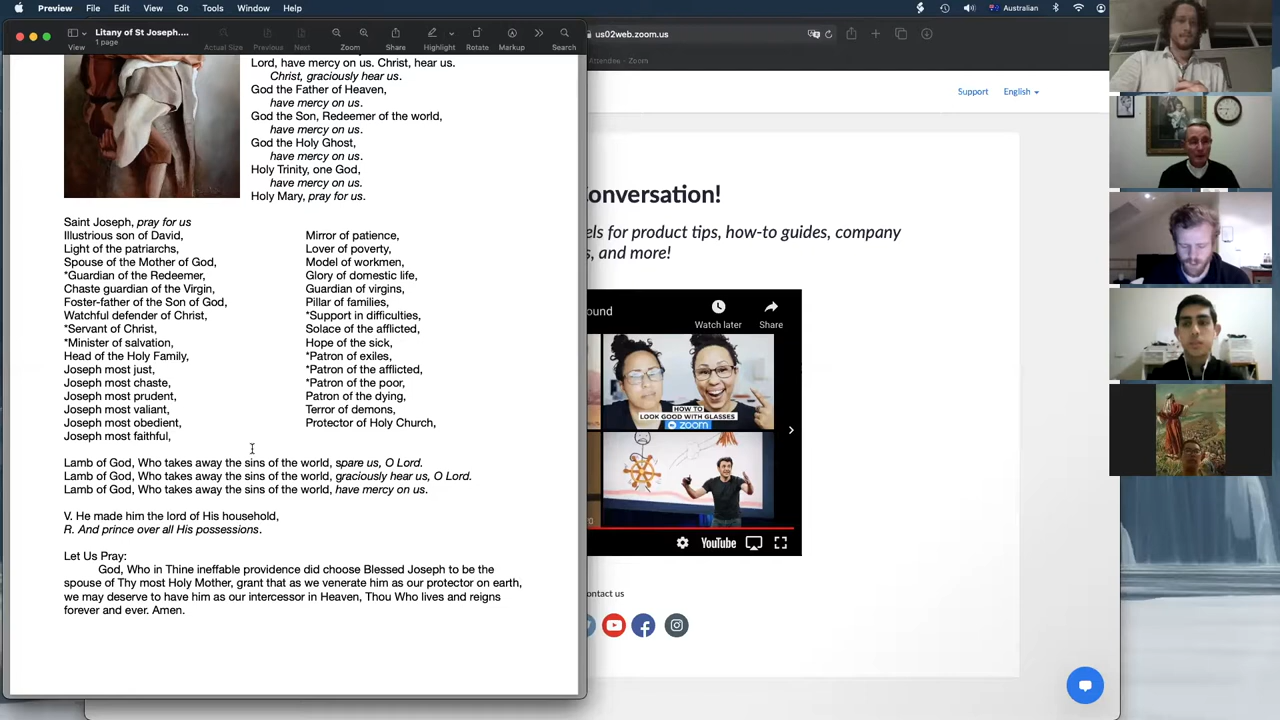 Preview File Edit View Go Tools Window Help
Australian
Litany of St Joseph....
1 page
View
Actual Size
Previous
Next
Zoom
Share
Highlight
Rotate
Markup
Search
us02web.zoom.us
Attendee - Zoom
Support
English
Lord, have mercy on us. Christ, hear us.
Christ, graciously hear us.
God the Father of Heaven,
have mercy on us.
God the Son, Redeemer of the world,
have mercy on us.
God the Holy Ghost,
have mercy on us.
Holy Trinity, one God,
have mercy on us.
Holy Mary, pray for us.
Saint Joseph, pray for us
Illustrious son of David,
Light of the patriarchs,
Spouse of the Mother of God,
*Guardian of the Redeemer,
Chaste guardian of the Virgin,
Foster-father of the Son of God,
Watchful defender of Christ,
*Servant of Christ,
*Minister of salvation,
Head of the Holy Family,
Joseph most just,
Joseph most chaste,
Joseph most prudent,
Joseph most valiant,
Joseph most obedient,
Joseph most faithful,
Mirror of patience,
Lover of poverty,
Model of workmen,
Glory of domestic life,
Guardian of virgins,
Pillar of families,
*Support in difficulties,
Solace of the afflicted,
Hope of the sick,
*Patron of exiles,
*Patron of the afflicted,
*Patron of the poor,
Patron of the dying,
Terror of demons,
Protector of Holy Church,
Lamb of God, Who takes away the sins of the world, spare us, O Lord.
Lamb of God, Who takes away the sins of the world, graciously hear us, O Lord.
Lamb of God, Who takes away the sins of the world, have mercy on us.
V. He made him the lord of His household,
R. And prince over all His possessions.
Let Us Pray:
God, Who in Thine ineffable providence did choose Blessed Joseph to be the
spouse of Thy most Holy Mother, grant that as we venerate him as our protector on earth,
we may deserve to have him as our intercessor in Heaven, Thou Who lives and reigns
forever and ever. Amen.
onversation!
els for product tips, how-to guides, company
s, and more!
ound
Watch later
Share
HOW TO
LOOK GOOD WITH GLASSES
zoom
YouTube
ontact us